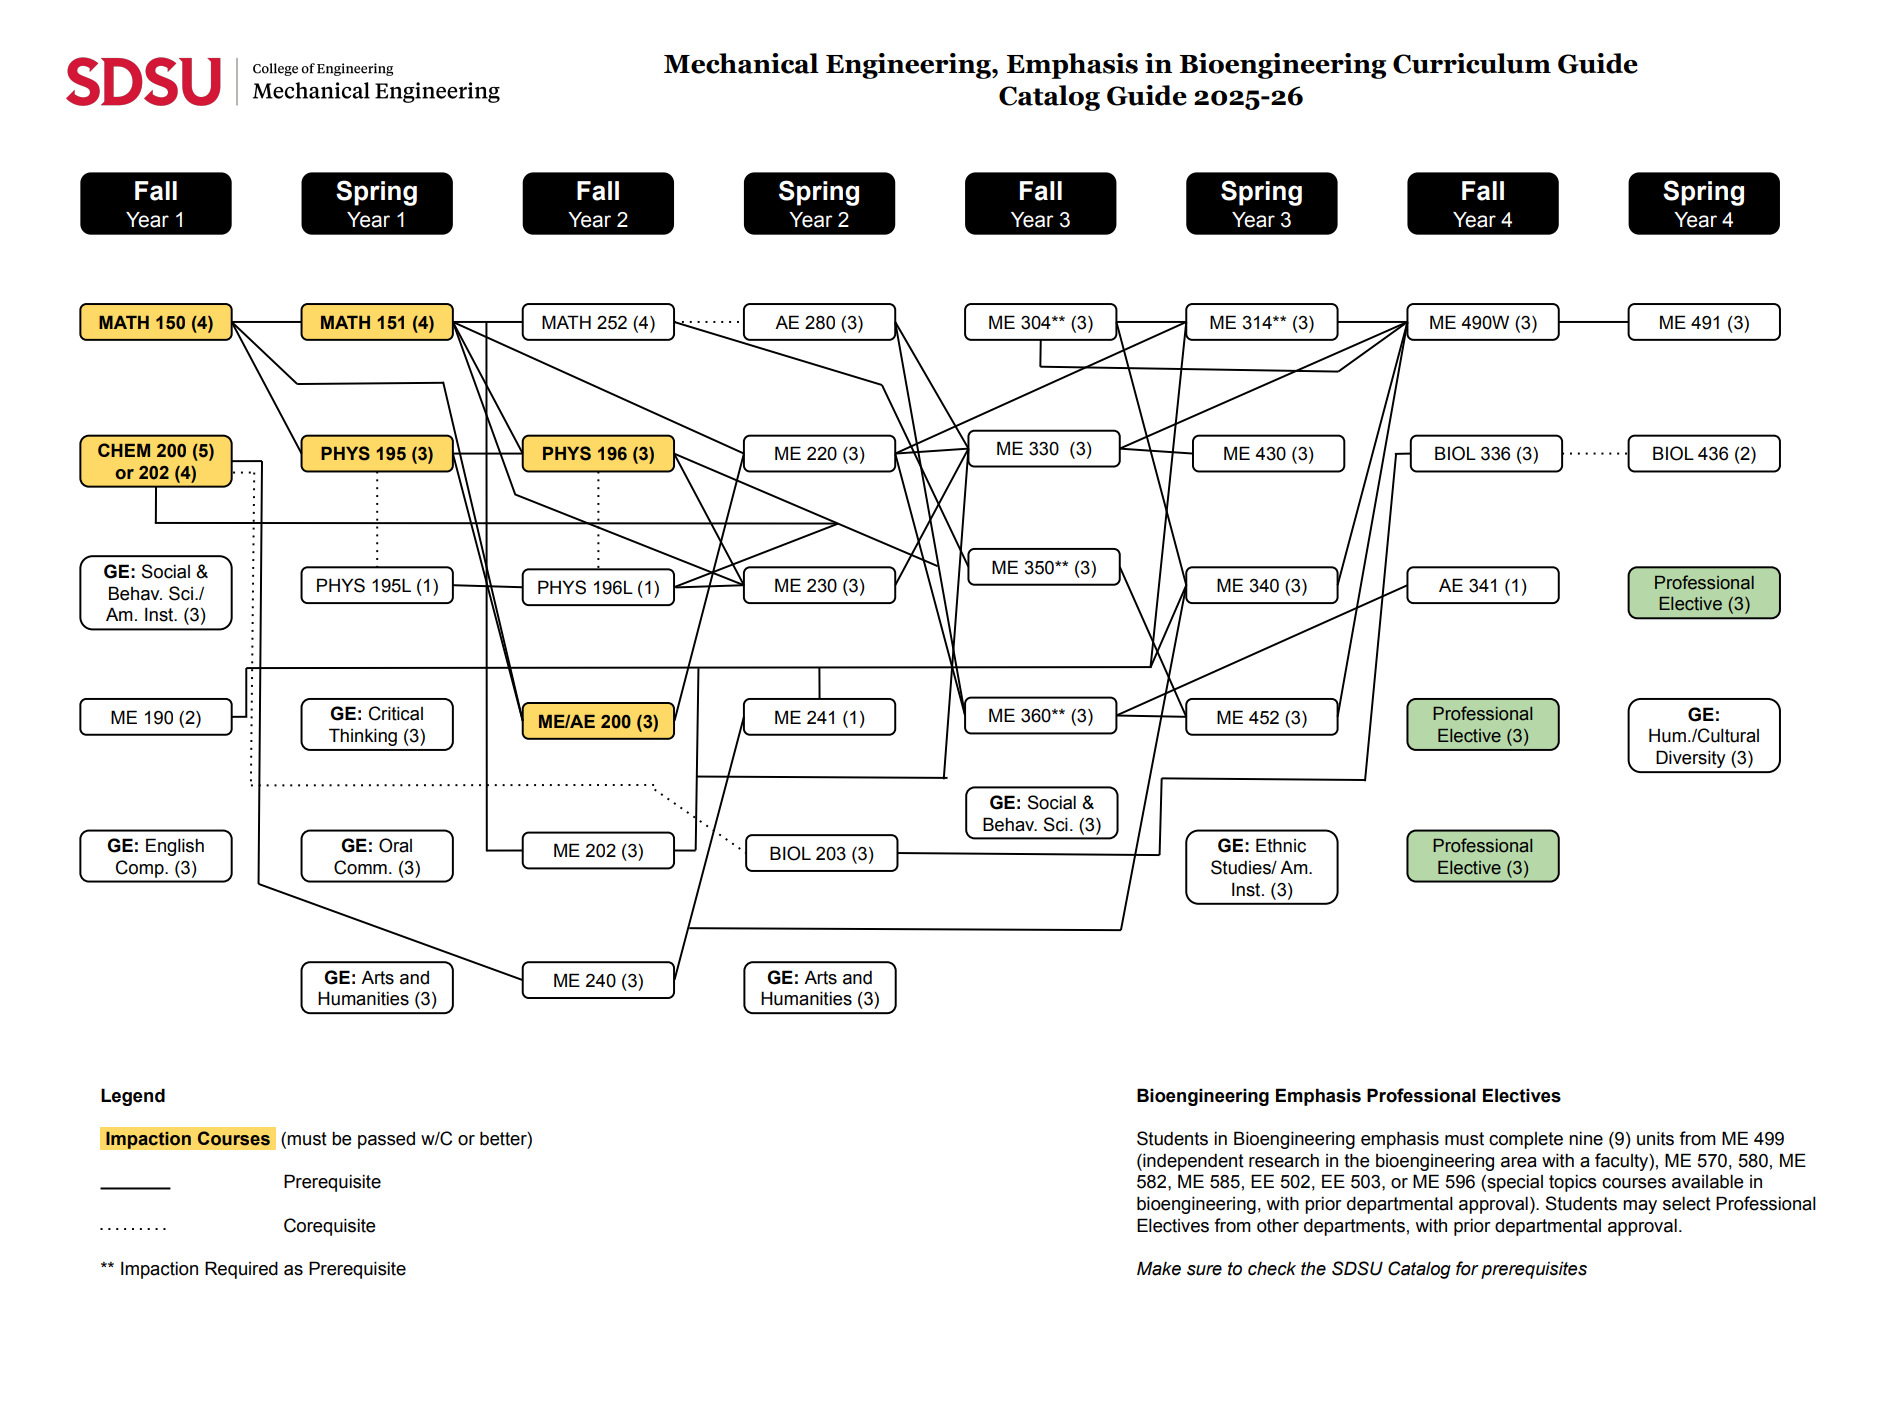 SDSU
College of Engineering
Mechanical Engineering
Mechanical Engineering, Emphasis in Bioengineering Curriculum Guide
Catalog Guide 2025-26
Fall
Year 1
Spring
Year 1
Fall
Year 2
Spring
Year 2
Fall
Year 3
Spring
Year 3
Fall
Year 4
Spring
Year 4
MATH 150 (4)
MATH 151 (4)
MATH 252 (4)
AE 280 (3)
ME 304** (3)
ME 314** (3)
ME 490W (3)
ME 491 (3)
CHEM 200 (5)
or 202 (4)
PHYS 195 (3)
PHYS 196 (3)
ME 220 (3)
ME 330 (3)
ME 430 (3)
BIOL 336 (3)
BIOL 436 (2)
GE: Social &
Behav. Sci./
Am. Inst. (3)
PHYS 195L (1)
PHYS 196L (1)
ME 230 (3)
ME 350** (3)
ME 340 (3)
AE 341 (1)
Professional
Elective (3)
ME 190 (2)
GE: Critical
Thinking (3)
ME/AE 200 (3)
ME 241 (1)
ME 360** (3)
ME 452 (3)
Professional
Elective (3)
GE:
Hum./Cultural
Diversity (3)
GE: English
Comp. (3)
GE: Oral
Comm. (3)
ME 202 (3)
BIOL 203 (3)
GE: Social &
Behav. Sci. (3)
GE: Ethnic
Studies/ Am.
Inst. (3)
Professional
Elective (3)
GE: Arts and
Humanities (3)
ME 240 (3)
GE: Arts and
Humanities (3)
Legend
Impaction Courses (must be passed w/C or better)
Prerequisite
Corequisite
** Impaction Required as Prerequisite
Bioengineering Emphasis Professional Electives
Students in Bioengineering emphasis must complete nine (9) units from ME 499
(independent research in the bioengineering area with a faculty), ME 570, 580, ME
582, ME 585, EE 502, EE 503, or ME 596 (special topics courses available in
bioengineering, with prior departmental approval). Students may select Professional
Electives from other departments, with prior departmental approval.
Make sure to check the SDSU Catalog for prerequisites